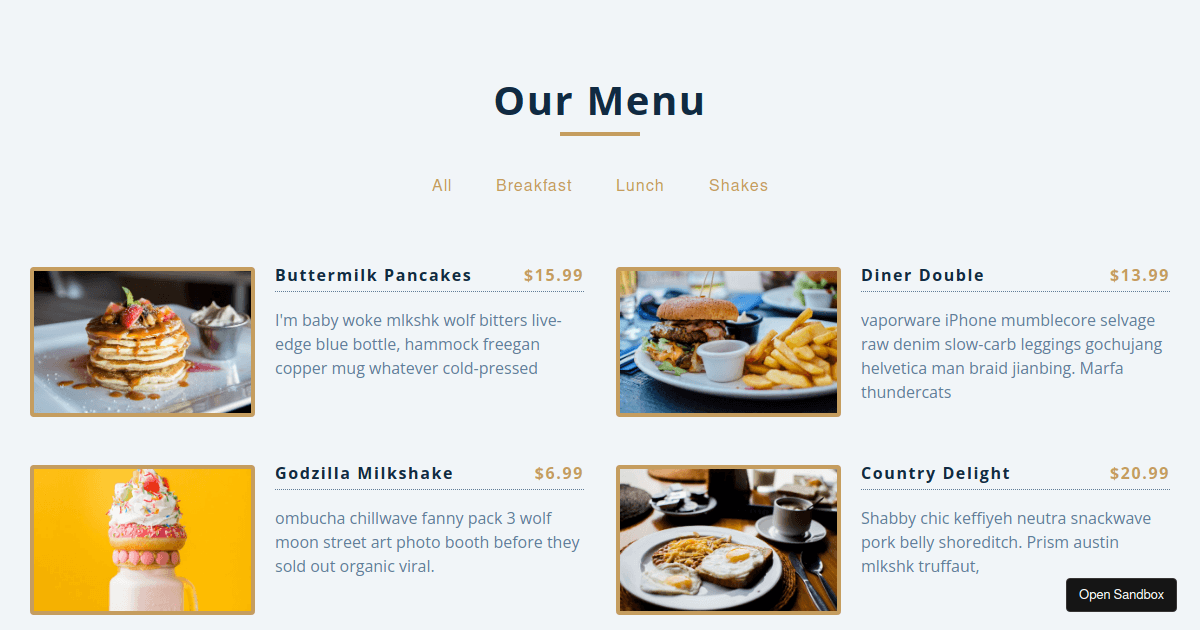 Our Menu
All Breakfast Lunch Shakes
Buttermilk Pancakes $15.99
I'm baby woke mlkshk wolf bitters live-
edge blue bottle, hammock freegan
copper mug whatever cold-pressed
Diner Double $13.99
vaporware iPhone mumblecore selvage
raw denim slow-carb leggings gochujang
helvetica man braid jianbing. Marfa
thundercats
Godzilla Milkshake $6.99
ombucha chillwave fanny pack 3 wolf
moon street art photo booth before they
sold out organic viral.
Country Delight $20.99
Shabby chic keffiyeh neutra snackwave
pork belly shoreditch. Prism austin
mlkshk truffaut,
Open Sandbox